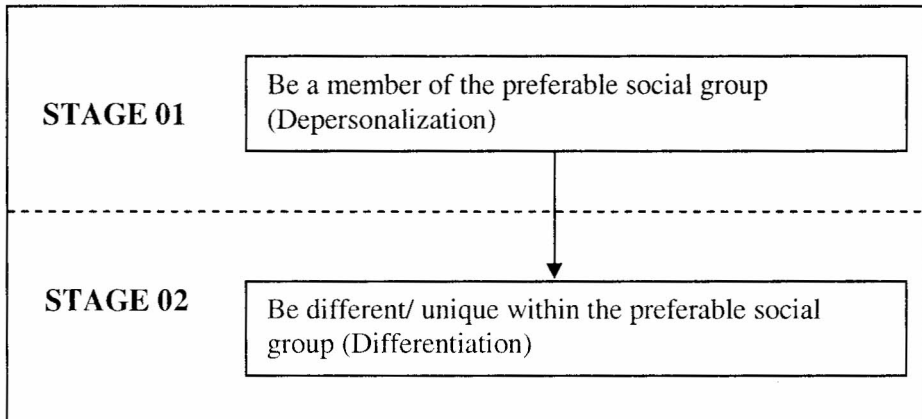 STAGE 01
Be a member of the preferable social group
(Depersonalization)
STAGE 02
Be different/ unique within the preferable social
group (Differentiation)